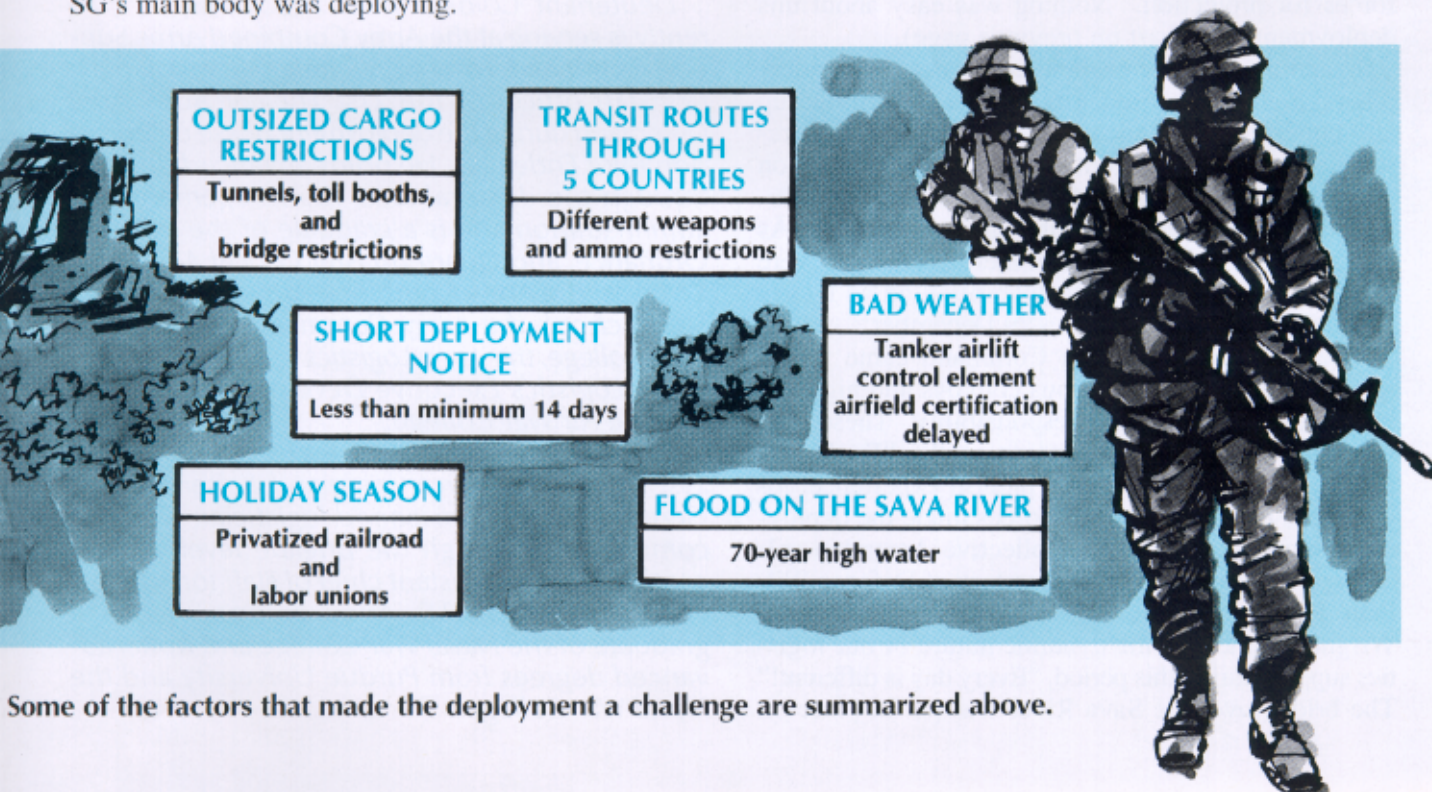 SG's main body was deploying.
OUTSIZED CARGO
RESTRICTIONS
Tunnels, toll booths,
and
bridge restrictions
TRANSIT ROUTES
THROUGH
5 COUNTRIES
Different weapons
and ammo restrictions
SHORT DEPLOYMENT
NOTICE
Less than minimum 14 days
BAD WEATHER
Tanker airlift
control element
airfield certification
delayed
HOLIDAY SEASON
Privatized railroad
and
labor unions
FLOOD ON THE SAVA RIVER
70-year high water
Some of the factors that made the deployment a challenge are summarized above.